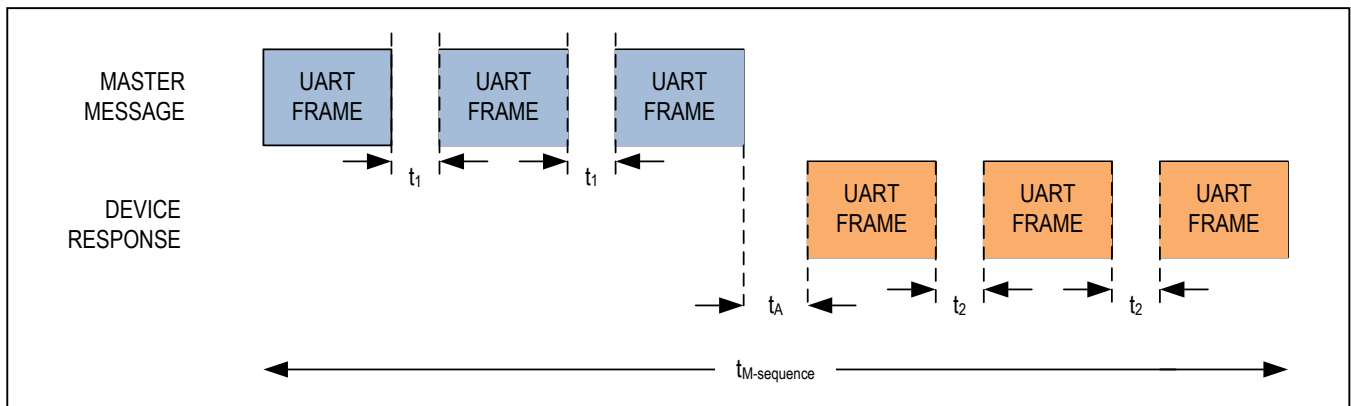 MASTER
MESSAGE
UART
FRAME
UART
FRAME
UART
FRAME
t1
t1
DEVICE
RESPONSE
UART
FRAME
UART
FRAME
UART
FRAME
tA
t2
t2
tM-sequence